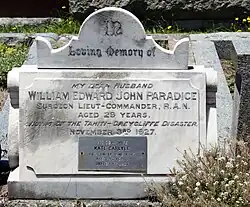 In
Loving Memory of
MY DEAR HUSBAND
WILLIAM EDWARD JOHN PARADICE
SURGEON LIEUT-COMMANDER, R.A.N.
AGED 29 YEARS.
VICTIM OF THE TAHITI-GREYCLIFFE DISASTER
NOVEMBER 3RD 1927.